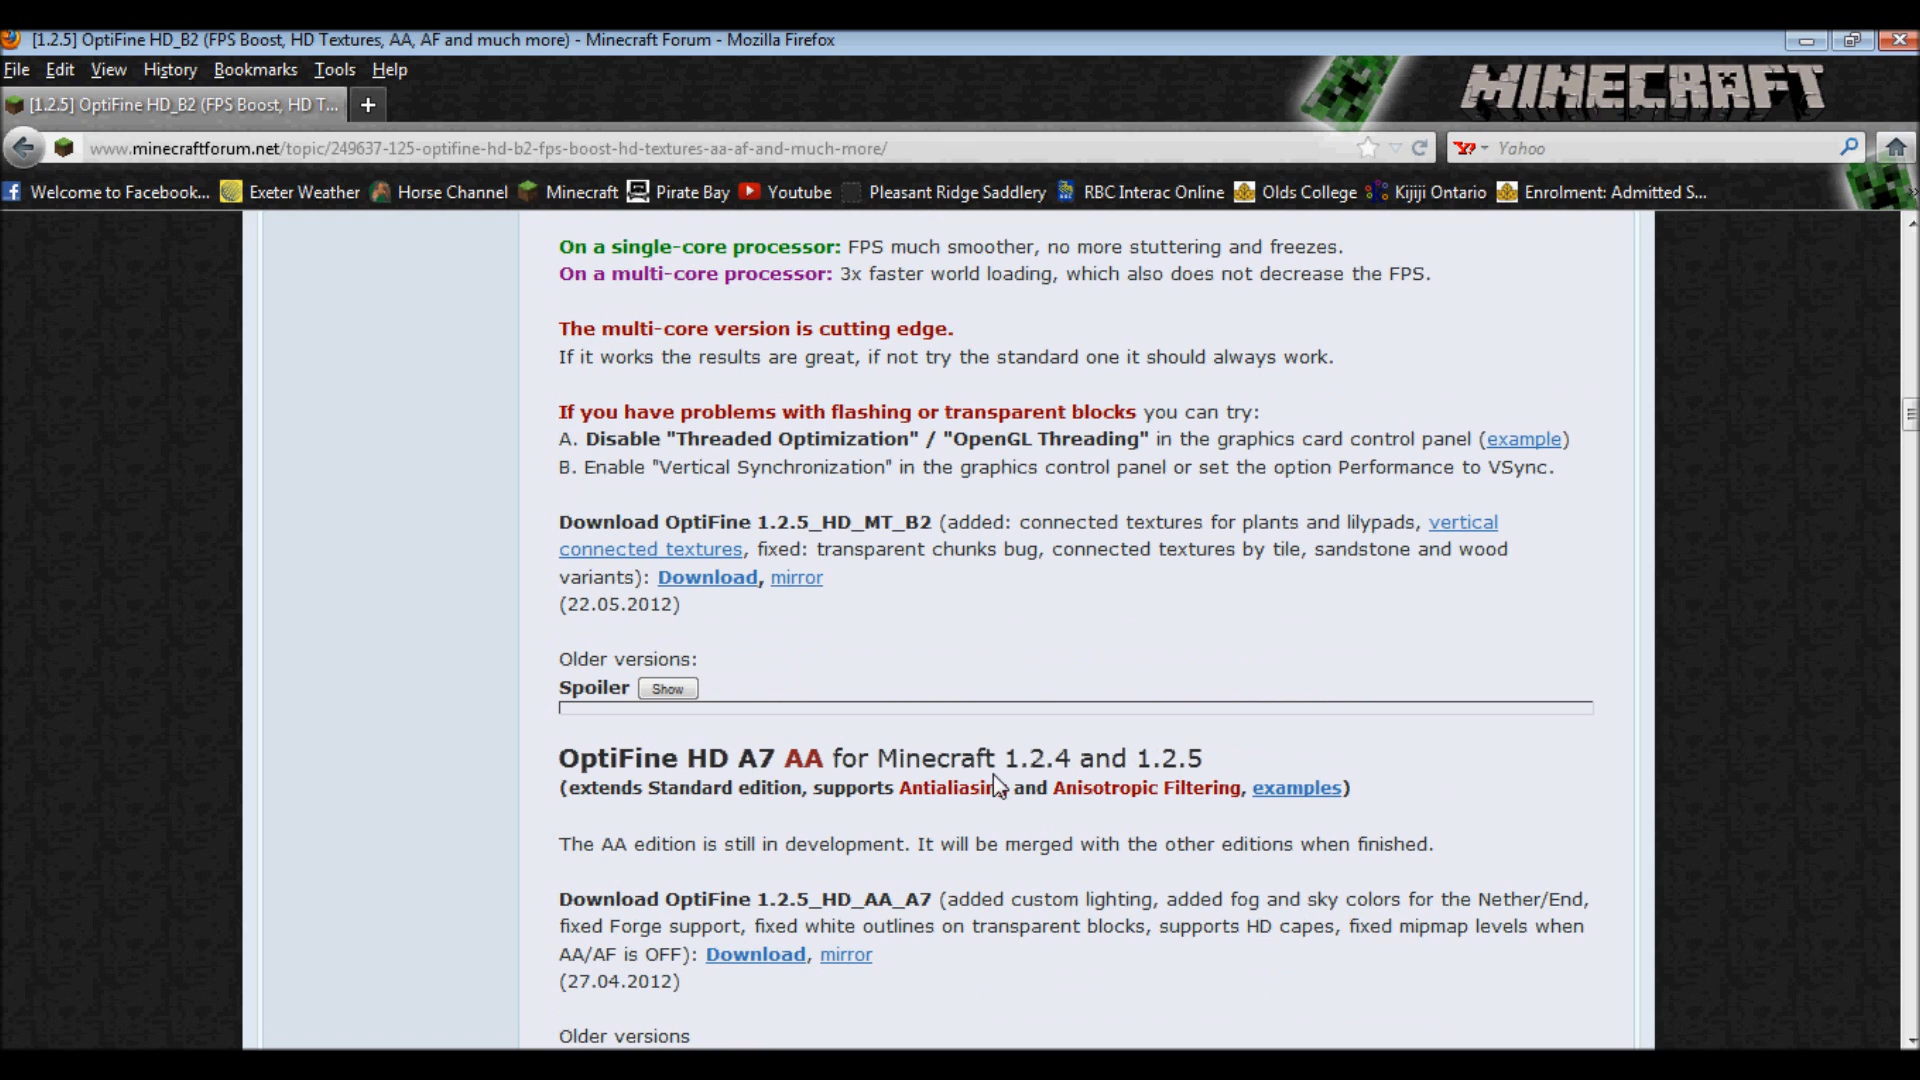 [1.2.5] OptiFine HD_B2 (FPS Boost, HD Textures, AA, AF and much more) - Minecraft Forum - Mozilla Firefox
File Edit View History Bookmarks Tools Help
MINECRAFT
[1.2.5] OptiFine HD_B2 (FPS Boost, HD T... +
www.minecraftforum.net/topic/249637-125-optifine-hd-b2-fps-boost-hd-textures-aa-af-and-much-more/ Yahoo
Welcome to Facebook... Exeter Weather Horse Channel Minecraft Pirate Bay Youtube Pleasant Ridge Saddlery RBC Interac Online Olds College Kijiji Ontario Enrolment: Admitted S... »
On a single-core processor: FPS much smoother, no more stuttering and freezes.
On a multi-core processor: 3x faster world loading, which also does not decrease the FPS.
The multi-core version is cutting edge.
If it works the results are great, if not try the standard one it should always work.
If you have problems with flashing or transparent blocks you can try:
A. Disable "Threaded Optimization" / "OpenGL Threading" in the graphics card control panel (example)
B. Enable "Vertical Synchronization" in the graphics control panel or set the option Performance to VSync.
Download OptiFine 1.2.5_HD_MT_B2 (added: connected textures for plants and lilypads, vertical
connected textures, fixed: transparent chunks bug, connected textures by tile, sandstone and wood
variants): Download, mirror
(22.05.2012)
Older versions:
Spoiler Show
OptiFine HD A7 AA for Minecraft 1.2.4 and 1.2.5
(extends Standard edition, supports Antialiasing and Anisotropic Filtering, examples)
The AA edition is still in development. It will be merged with the other editions when finished.
Download OptiFine 1.2.5_HD_AA_A7 (added custom lighting, added fog and sky colors for the Nether/End,
fixed Forge support, fixed white outlines on transparent blocks, supports HD capes, fixed mipmap levels when
AA/AF is OFF): Download, mirror
(27.04.2012)
Older versions